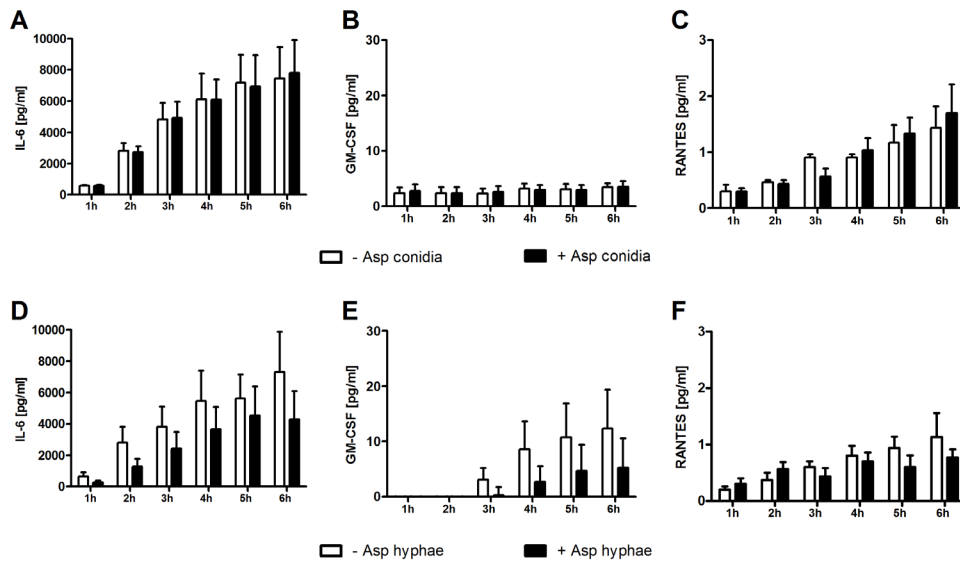 A
IL-6 [pg/ml]
10000
8000
6000
4000
2000
0
1h 2h 3h 4h 5h 6h
B
GM-CSF [pg/ml]
30
20
10
0
1h 2h 3h 4h 5h 6h
C
RANTES [pg/ml]
3
2
1
0
1h 2h 3h 4h 5h 6h
- Asp conidia + Asp conidia
D
IL-6 [pg/ml]
10000
8000
6000
4000
2000
0
1h 2h 3h 4h 5h 6h
E
GM-CSF [pg/ml]
30
20
10
0
1h 2h 3h 4h 5h 6h
F
RANTES [pg/ml]
3
2
1
0
1h 2h 3h 4h 5h 6h
- Asp hyphae + Asp hyphae